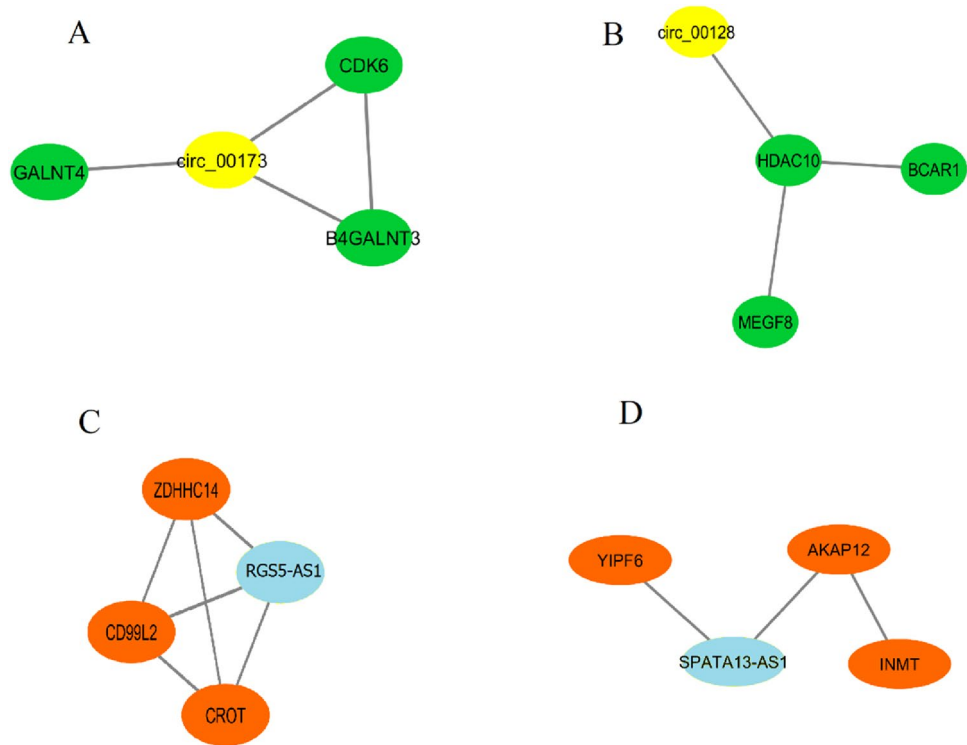 A
CDK6
GALNT4
circ_00173
B4GALNT3
B
circ_00128
HDAC10
BCAR1
MEGF8
C
ZDHHC14
RGS5-AS1
CD99L2
CROT
D
YIPF6
AKAP12
SPATA13-AS1
INMT